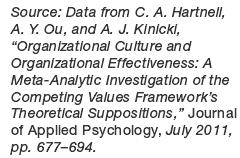 Source: Data from C. A. Hartnell,
A. Y. Ou, and A. J. Kinicki,
“Organizational Culture and
Organizational Effectiveness: A
Meta-Analytic Investigation of the
Competing Values Framework’s
Theoretical Suppositions,” Journal
of Applied Psychology, July 2011,
pp. 677–694.